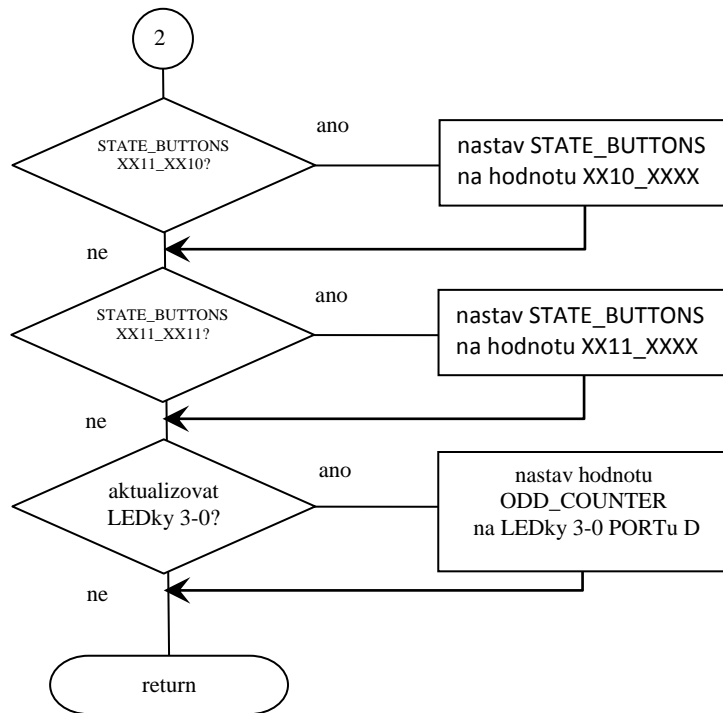 2
STATE_BUTTONS
XX11_XX10?
ano
nastav STATE_BUTTONS
na hodnotu XX10_XXXX
ne
STATE_BUTTONS
XX11_XX11?
ano
nastav STATE_BUTTONS
na hodnotu XX11_XXXX
ne
aktualizovat
LEDky 3-0?
ano
nastav hodnotu
ODD_COUNTER
na LEDky 3-0 PORTu D
ne
return